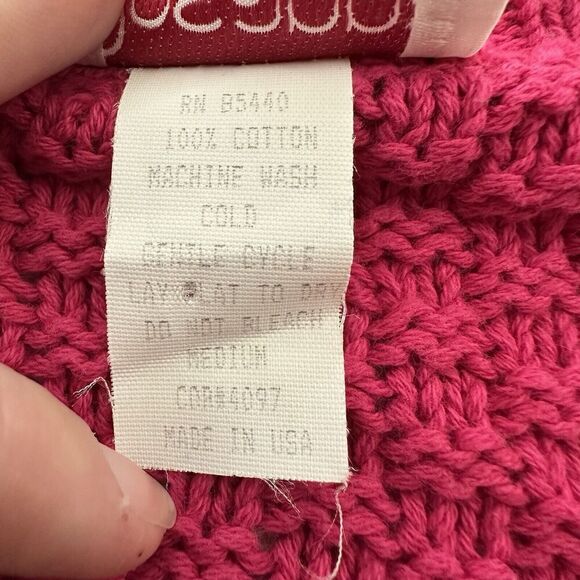 RN 85440
100% COTTON
MACHINE WASH
COLD
GENTLE CYCLE
LAY FLAT TO DRY
DO NOT BLEACH
MEDIUM
4097
MADE IN USA